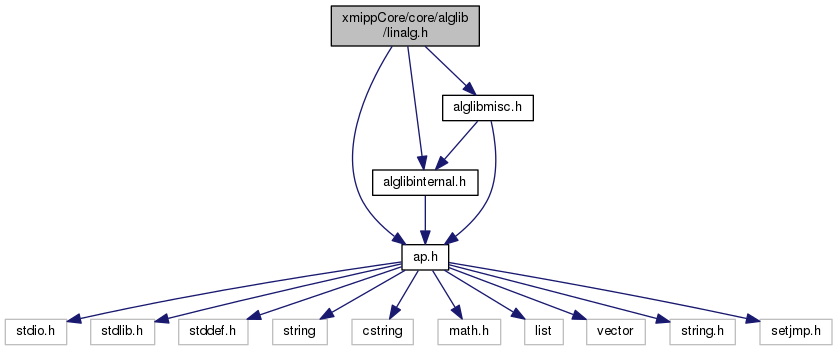 xmippCore/core/alglib
/linalg.h
alglibmisc.h
alglibinternal.h
ap.h
stdio.h
stdlib.h
stddef.h
string
cstring
math.h
list
vector
string.h
setjmp.h